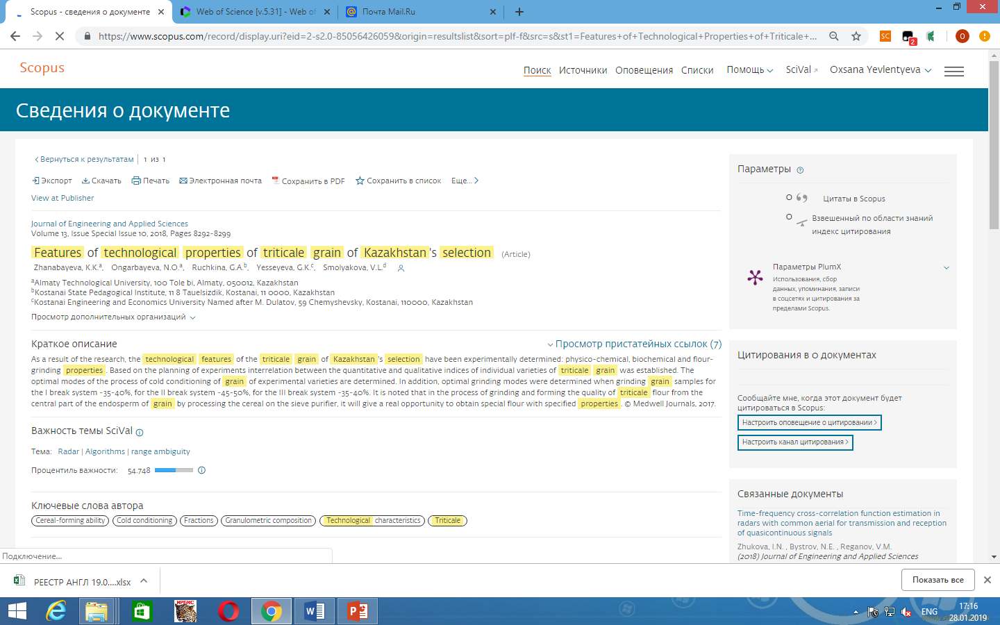 Scopus - сведения о документе
Web of Science [v.5.31] - Web of
Почта Mail.Ru
https://www.scopus.com/record/display.uri?eid=2-s2.0-85056426059&origin=resultslist&sort=plf-f&src=s&st1=Features+of+Technological+Properties+of+Triticale+...
SC
2
O
Scopus
Поиск Источники Оповещения Списки Помощь SciVal Oxsana Yevlentyeva
Сведения о документе
Вернуться к результатам 1 из 1
Экспорт Скачать Печать Электронная почта Сохранить в PDF Сохранить в список Еще...
View at Publisher
Journal of Engineering and Applied Sciences
Volume 13, Issue Special Issue 10, 2018, Pages 8292-8299
Features of technological properties of triticale grain of Kazakhstan's selection (Article)
Zhanabayeva, K.K.a, Ongarbayeva, N.O.a, Ruchkina, G.A.b, Yesseyeva, G.K.c, Smolyakova, V.L.d
aAlmaty Technological University, 100 Tole bi, Almaty, 050012, Kazakhstan
bKostanai State Pedagogical Institute, 11 8 Tauelsizdik, Kostanai, 11 0000, Kazakhstan
cKostanai Engineering and Economics University Named after M. Dulatov, 59 Chemyshevsky, Kostanai, 110000, Kazakhstan
Просмотр дополнительных организаций
Краткое описание
Просмотр пристатейных ссылок (7)
As a result of the research, the technological features of the triticale grain of Kazakhstan's selection have been experimentally determined: physico-chemical, biochemical and flour-
grinding properties. Based on the planning of experiments interrelation between the quantitative and qualitative indices of individual varieties of triticale grain was established. The
optimal modes of the process of cold conditioning of grain of experimental varieties are determined. In addition, optimal grinding modes were determined when grinding grain samples for
the I break system -35-40%, for the II break system -45-50%, for the III break system -35-40%. It is noted that in the process of grinding and forming the quality of triticale flour from the
central part of the endosperm of grain by processing the cereal on the sieve purifier, it will give a real opportunity to obtain special flour with specified properties. © Medwell Journals, 2017.
Важность темы SciVal
Тема: Radar | Algorithms | range ambiguity
Процентиль важности: 54.748
Ключевые слова автора
Cereal-forming ability Cold conditioning Fractions Granulometric composition Technological characteristics Triticale
Параметры
0 Цитаты в Scopus
0 Взвешенный по области знаний
индекс цитирования
Параметры PlumX
Использования, сбор
данных, упоминания, записи
в соцсетях и цитирования за
пределами Scopus.
Цитирования в 0 документах
Сообщайте мне, когда этот документ будет
цитироваться в Scopus:
Настроить оповещение о цитировании
Настроить канал цитирования
Связанные документы
Time-frequency cross-correlation function estimation in
radars with common aerial for transmission and reception
of quasicontinuous signals
Zhukova, I.N. , Bystrov, N.E. , Reganov, V.M.
(2018) Journal of Engineering and Applied Sciences
Подключение...
РЕЕСТР АНГЛ 19.0....xlsx
Показать все
ИРБИС
ENG
17:16
28.01.2019